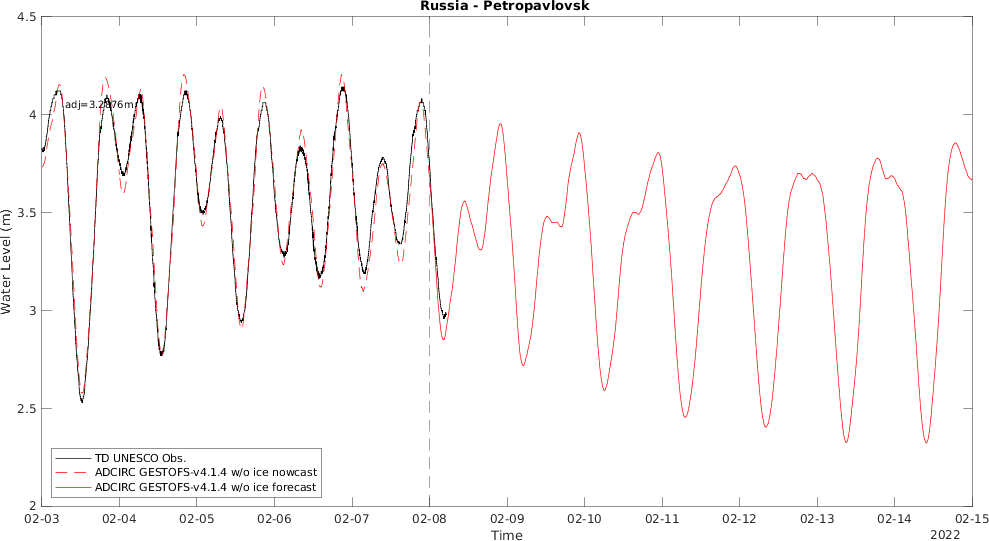 Russia - Petropavlovsk
4.5
4
3.5
3
2.5
2
Water Level (m)
adj=3.2876m
TD UNESCO Obs.
ADCIRC GESTOFS-v4.1.4 w/o ice nowcast
ADCIRC GESTOFS-v4.1.4 w/o ice forecast
02-03 02-04 02-05 02-06 02-07 02-08 02-09 02-10 02-11 02-12 02-13 02-14 02-15
Time
2022